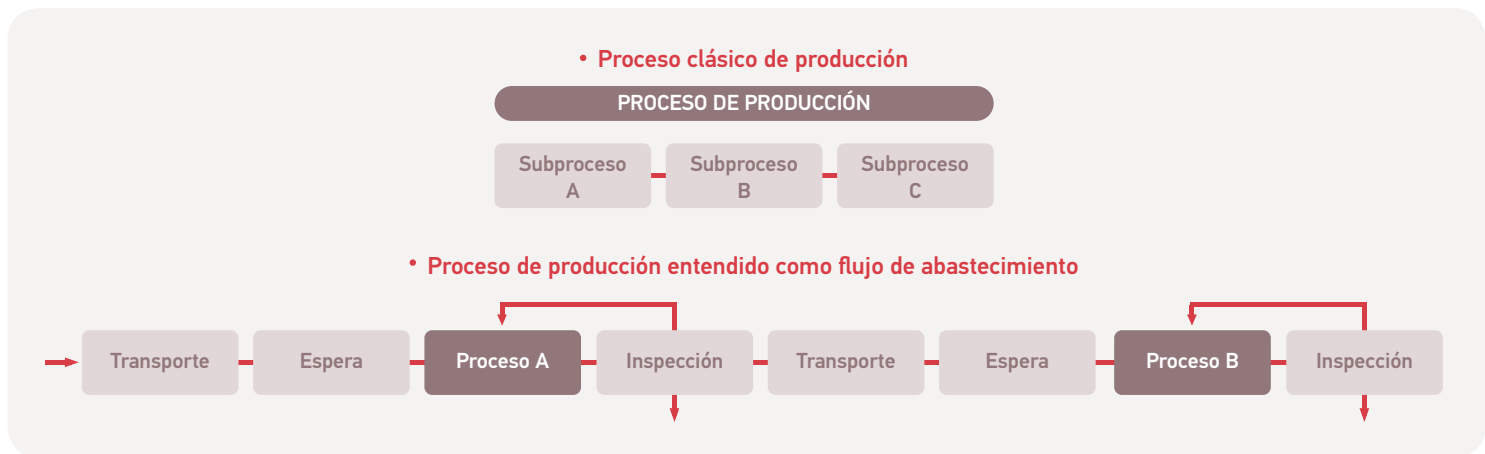 • Proceso clásico de producción
PROCESO DE PRODUCCIÓN
Subproceso
A
Subproceso
B
Subproceso
C
• Proceso de producción entendido como flujo de abastecimiento
Transporte
Espera
Proceso A
Inspección
Transporte
Espera
Proceso B
Inspección